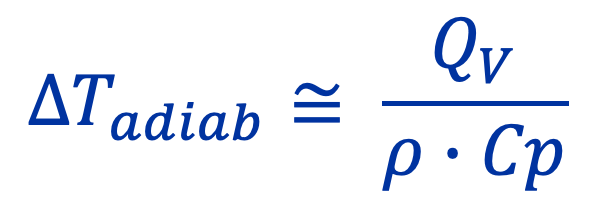 ΔT_adiab ≅ Q_V / ρ · Cp